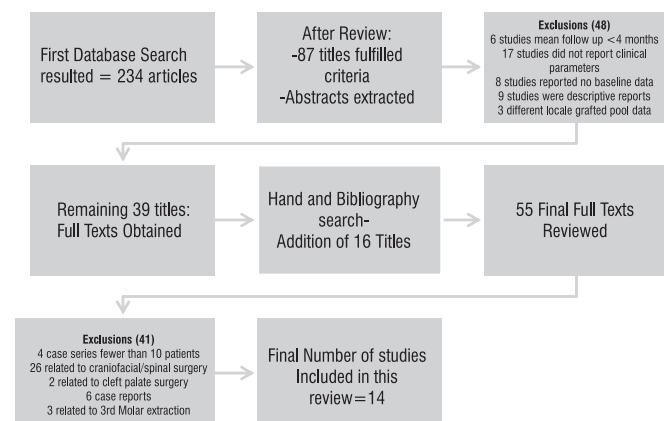 First Database Search
resulted = 234 articles
After Review:
-87 titles fulfilled
criteria
-Abstracts extracted
Exclusions (48)
6 studies mean follow up <4 months
17 studies did not report clinical
parameters
8 studies reported no baseline data
9 studies were descriptive reports
3 different locale grafted pool data
Remaining 39 titles:
Full Texts Obtained
Hand and Bibliography
search-
Addition of 16 Titles
55 Final Full Texts
Reviewed
Exclusions (41)
4 case series fewer than 10 patients
26 related to craniofacial/spinal surgery
2 related to cleft palate surgery
6 case reports
3 related to 3rd Molar extraction
Final Number of studies
Included in this
review=14